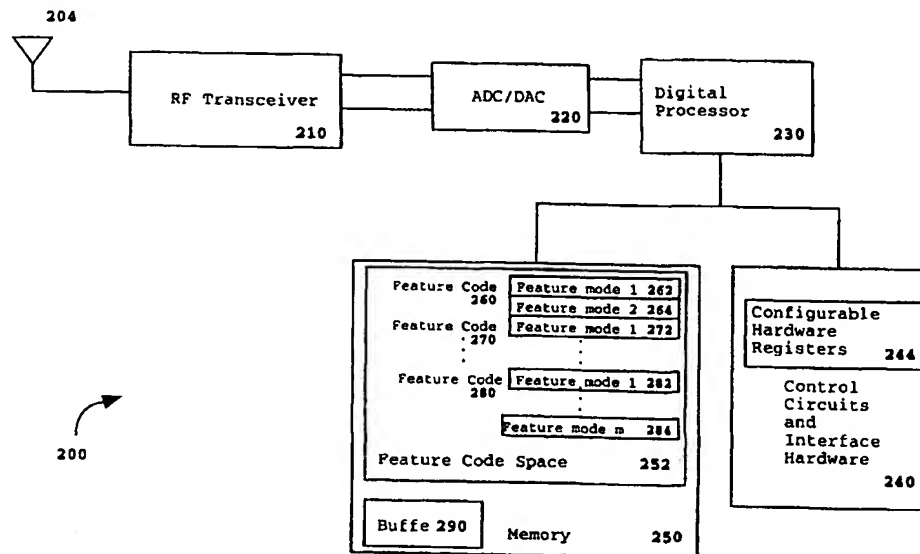 204
RF Transceiver
210
ADC/DAC
220
Digital
Processor
230
Feature Code
260
Feature mode 1 262
Feature mode 2 264
Feature Code
270
Feature mode 1 272
Feature Code
280
Feature mode 1 282
Feature mode m 284
Feature Code Space 252
Buffe 290
Memory 250
Configurable
Hardware
Registers 244
Control
Circuits
and
Interface
Hardware
240
200